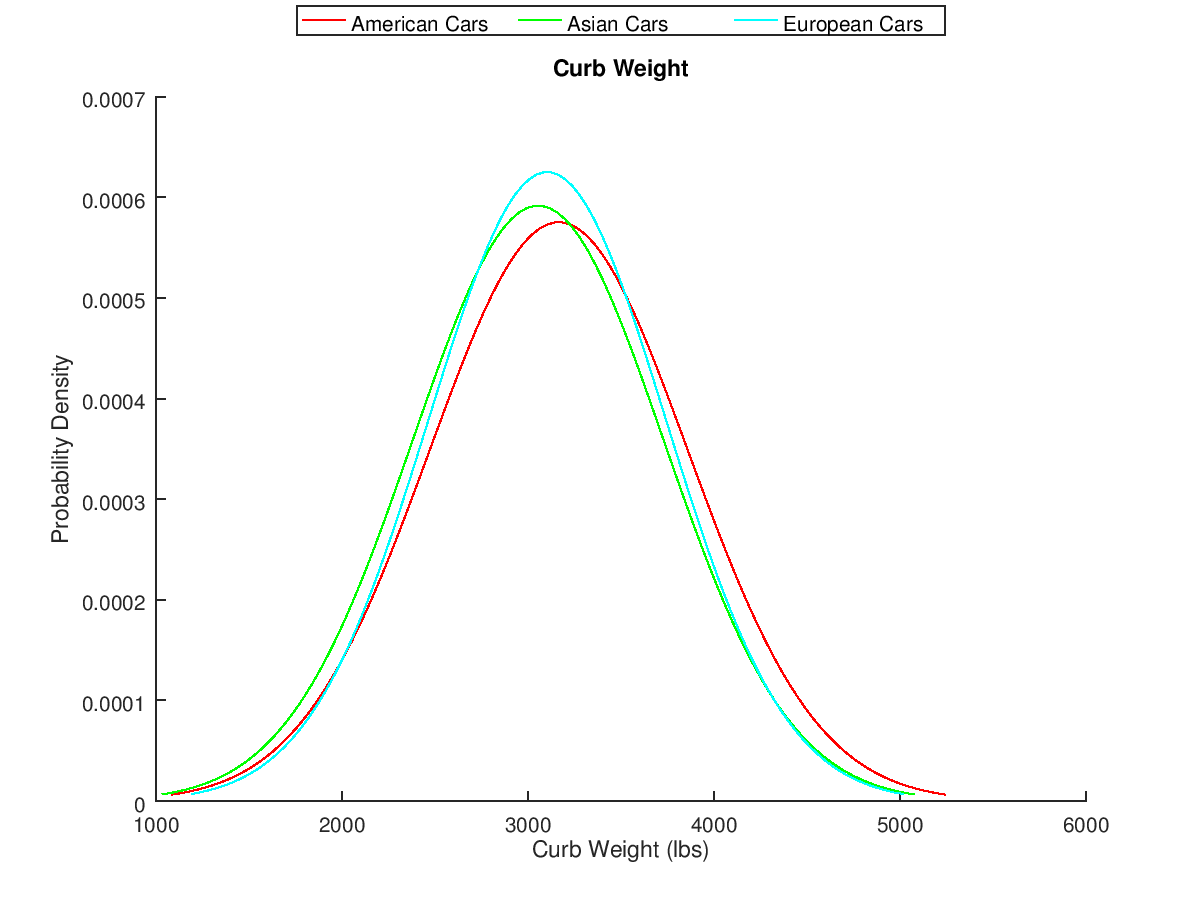 American Cars Asian Cars European Cars
Curb Weight
0.0007
0.0006
0.0005
0.0004
0.0003
0.0002
0.0001
0
Probability Density
1000 2000 3000 4000 5000 6000
Curb Weight (lbs)